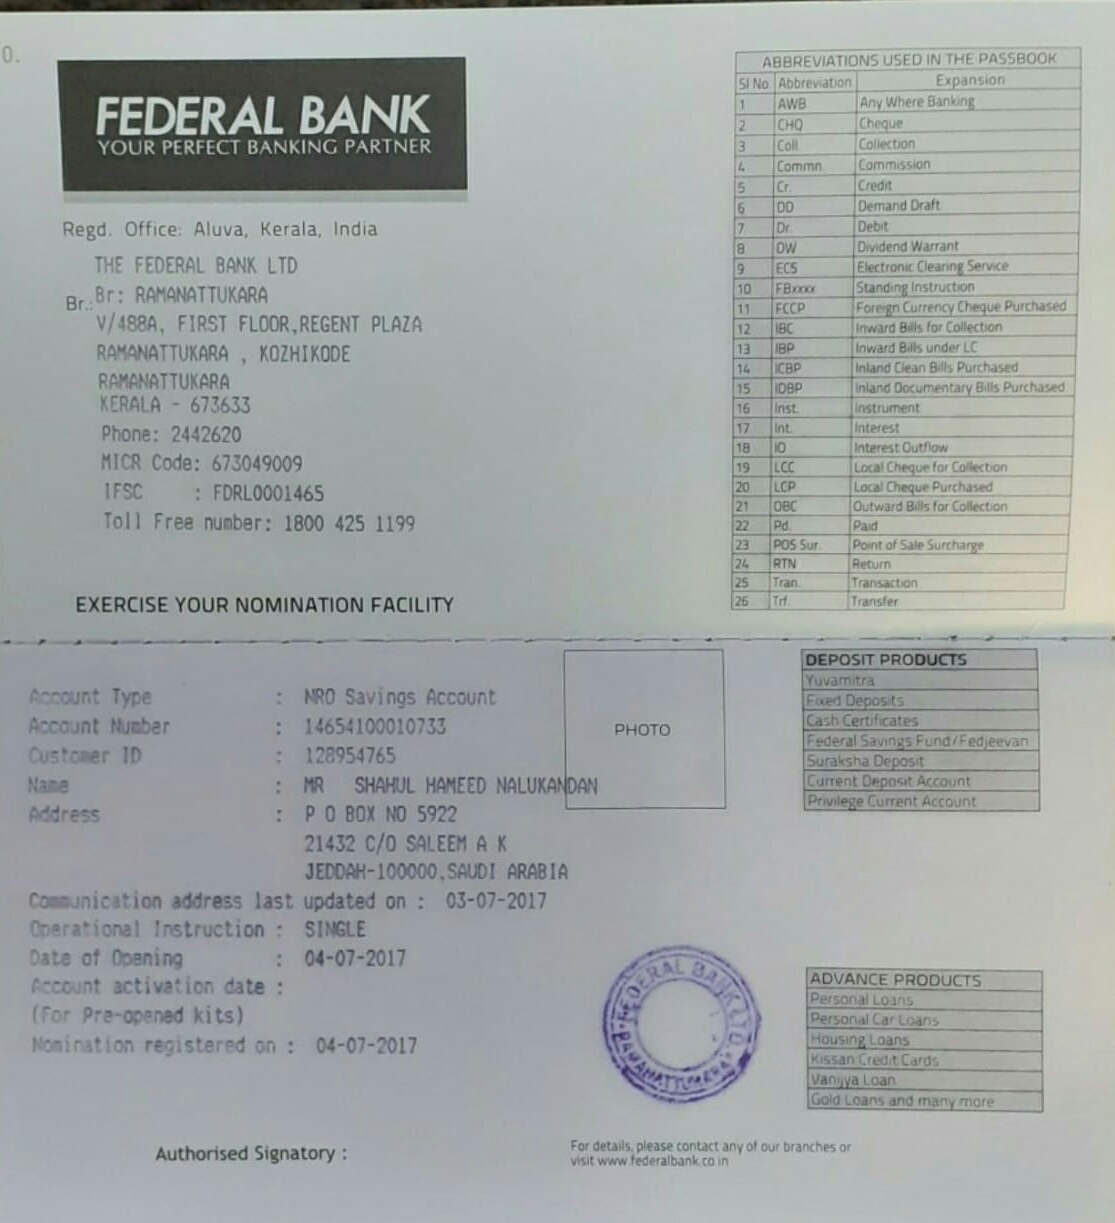 0.
FEDERAL BANK
YOUR PERFECT BANKING PARTNER
Regd. Office: Aluva, Kerala, India
THE FEDERAL BANK LTD
Br.: Br: RAMANATTUKARA
V/488A, FIRST FLOOR,REGENT PLAZA
RAMANATTUKARA , KOZHIKODE
RAMANATTUKARA
KERALA - 673633
Phone: 2442620
MICR Code: 673049009
IFSC : FDRL0001465
Toll Free number: 1800 425 1199
EXERCISE YOUR NOMINATION FACILITY
ABBREVIATIONS USED IN THE PASSBOOK
Sl No Abbreviation Expansion
1 AWB Any Where Banking
2 CHQ Cheque
3 Coll. Collection
4 Commn. Commission
5 Cr. Credit
6 DD Demand Draft
7 Dr. Debit
8 DW Dividend Warrant
9 ECS Electronic Clearing Service
10 FBxxxx Standing Instruction
11 FCCP Foreign Currency Cheque Purchased
12 IBC Inward Bills for Collection
13 IBP Inward Bills under LC
14 ICBP Inland Clean Bills Purchased
15 IDBP Inland Documentary Bills Purchased
16 Inst. Instrument
17 Int. Interest
18 IO Interest Outflow
19 LCC Local Cheque for Collection
20 LCP Local Cheque Purchased
21 OBC Outward Bills for Collection
22 Pd. Paid
23 POS Sur. Point of Sale Surcharge
24 RTN Return
25 Tran. Transaction
26 Trf. Transfer
Account Type : NRO Savings Account
Account Number : 14654100010733
Customer ID : 128954765
Name : MR SHAHUL HAMEED NALUKANDAN
Address : P O BOX NO 5922
21432 C/O SALEEM A K
JEDDAH-100000,SAUDI ARABIA
Communication address last updated on : 03-07-2017
Operational Instruction : SINGLE
Date of Opening : 04-07-2017
Account activation date :
(For Pre-opened kits)
Nomination registered on : 04-07-2017
Authorised Signatory :
PHOTO
DEPOSIT PRODUCTS
Yuvamitra
Fixed Deposits
Cash Certificates
Federal Savings Fund/Fedjeevan
Suraksha Deposit
Current Deposit Account
Privilege Current Account
FEDERAL BANK LTD
RAMANATTUKARA
ADVANCE PRODUCTS
Personal Loans
Personal Car Loans
Housing Loans
Kissan Credit Cards
Vanijya Loan
Gold Loans and many more
For details, please contact any of our branches or
visit www.federalbank.co.in